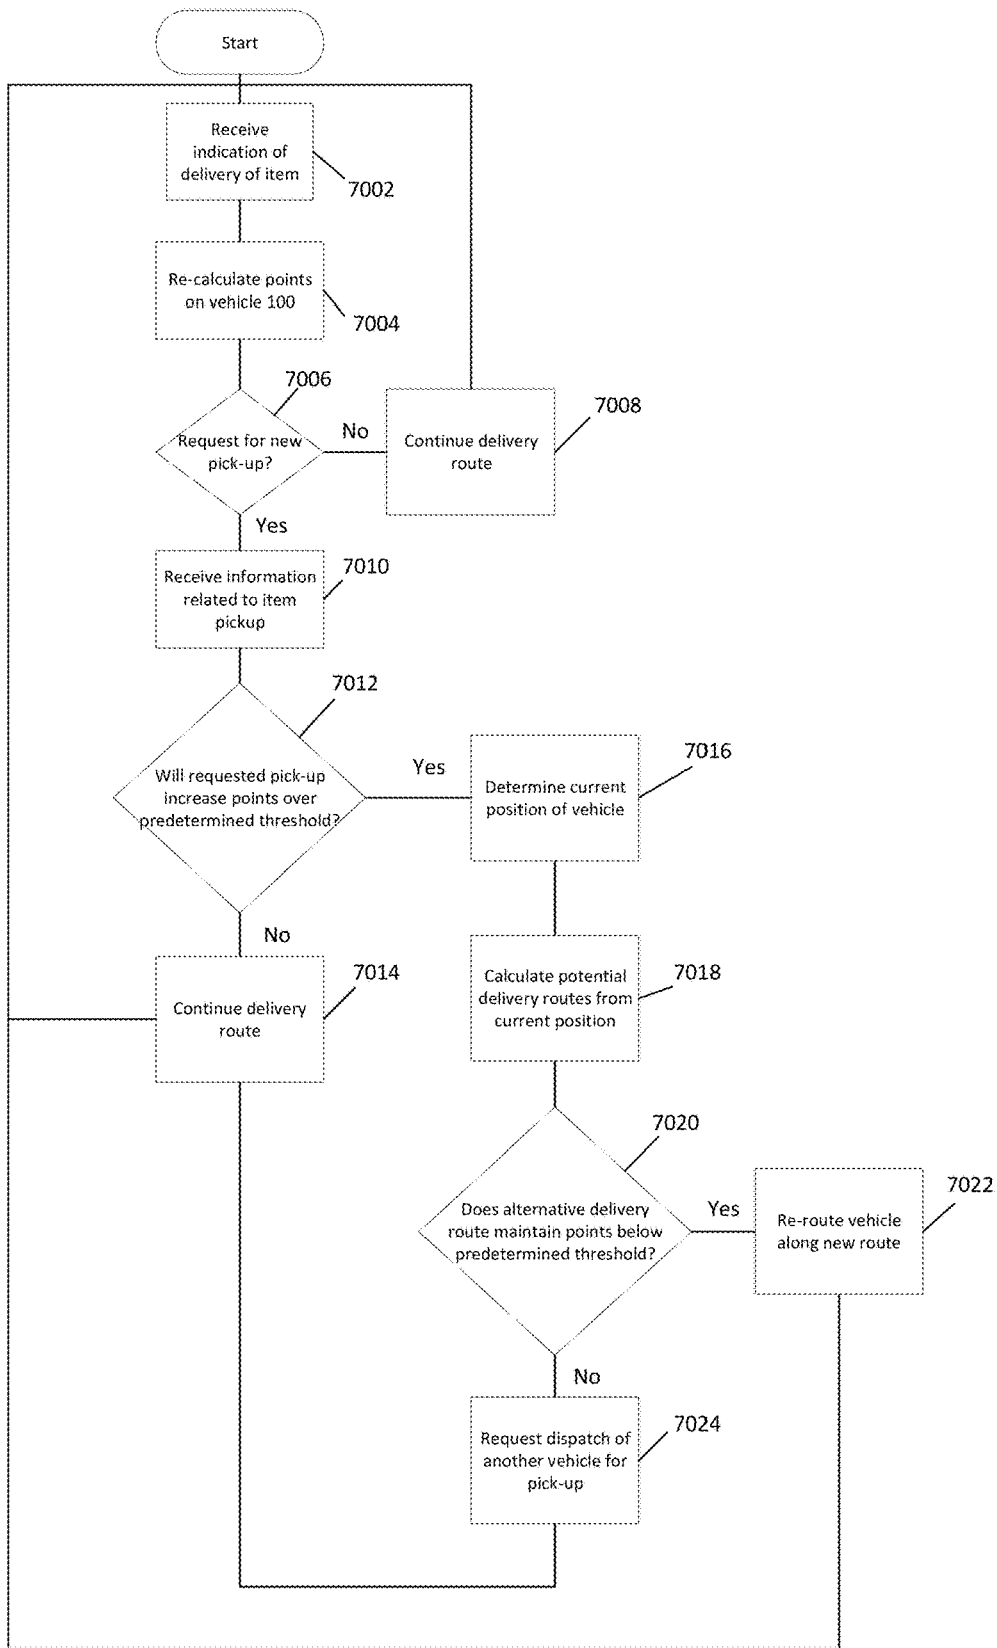 Start
Receive
indication of
delivery of item
7002
Re-calculate points
on vehicle 100
7004
7006
Request for new
pick-up?
No
Continue delivery
route
7008
Yes
Receive information
related to item
pickup
7010
7012
Will requested pick-up
increase points over
predetermined threshold?
Yes
Determine current
position of vehicle
7016
No
Continue delivery
route
7014
Calculate potential
delivery routes from
current position
7018
7020
Does alternative delivery
route maintain points below
predetermined threshold?
Yes
Re-route vehicle
along new route
7022
No
Request dispatch of
another vehicle for
pick-up
7024